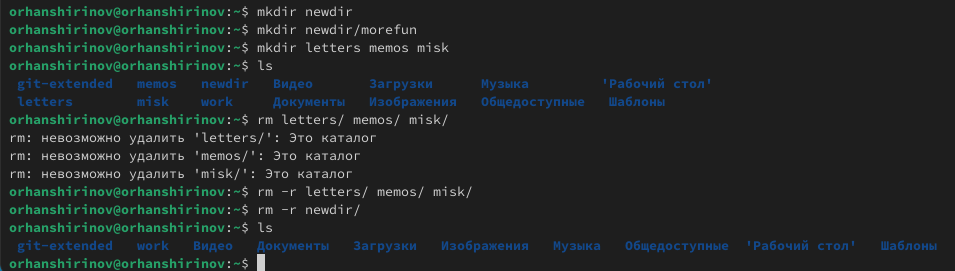 orhanshirinov@orhanshirinov:~$ mkdir newdir
orhanshirinov@orhanshirinov:~$ mkdir newdir/morefun
orhanshirinov@orhanshirinov:~$ mkdir letters memos misk
orhanshirinov@orhanshirinov:~$ ls
git-extended memos newdir Видео Загрузки Музыка 'Рабочий стол'
letters misk work Документы Изображения Общедоступные Шаблоны
orhanshirinov@orhanshirinov:~$ rm letters/ memos/ misk/
rm: невозможно удалить 'letters/': Это каталог
rm: невозможно удалить 'memos/': Это каталог
rm: невозможно удалить 'misk/': Это каталог
orhanshirinov@orhanshirinov:~$ rm -r letters/ memos/ misk/
orhanshirinov@orhanshirinov:~$ rm -r newdir/
orhanshirinov@orhanshirinov:~$ ls
git-extended work Видео Документы Загрузки Изображения Музыка Общедоступные 'Рабочий стол' Шаблоны
orhanshirinov@orhanshirinov:~$